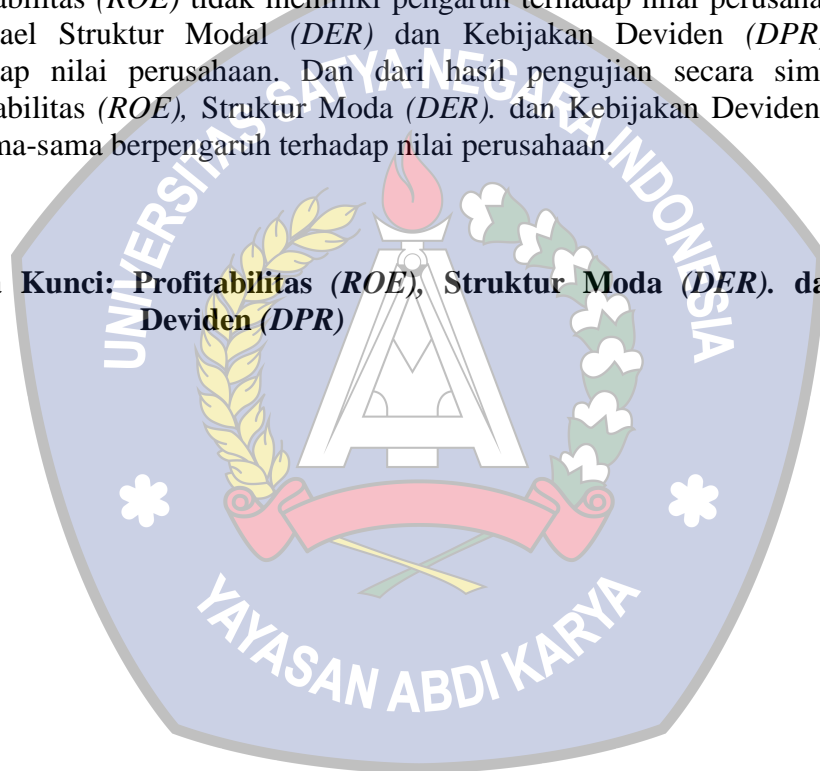 abilitas (ROE) tidak memiliki pengaruh terhadap nilai perusaha
ael Struktur Modal (DER) dan Kebijakan Deviden (DPR
ap nilai perusahaan. Dan dari hasil pengujian secara sim
abilitas (ROE), Struktur Moda (DER). dan Kebijakan Deviden
ma-sama berpengaruh terhadap nilai perusahaan.
a Kunci: Profitabilitas (ROE), Struktur Moda (DER). da
Deviden (DPR)
UNIVERSITAS SATYA NEGARA INDONESIA
YAYASAN ABDI KARYA